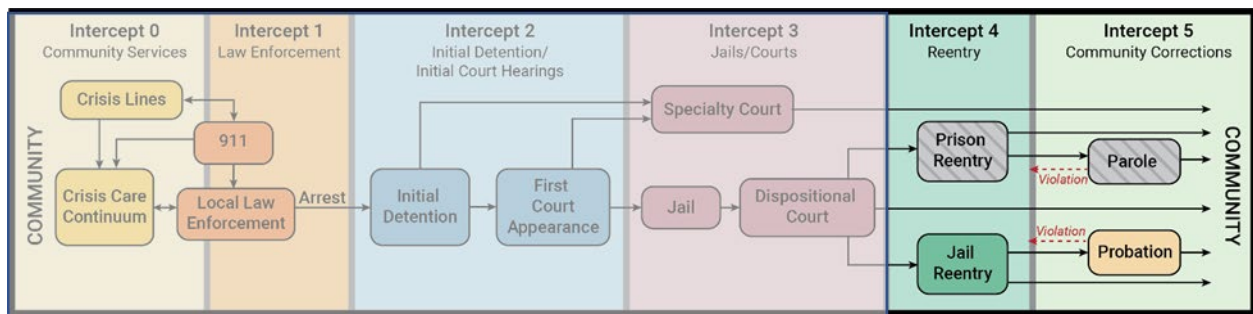 Intercept 0
Community Services
Intercept 1
Law Enforcement
Intercept 2
Initial Detention/
Initial Court Hearings
Intercept 3
Jails/Courts
Intercept 4
Reentry
Intercept 5
Community Corrections
COMMUNITY
Crisis Lines
911
Crisis Care
Continuum
Local Law
Enforcement
Arrest
Initial
Detention
First
Court
Appearance
Specialty Court
Jail
Dispositional
Court
Prison
Reentry
Parole
Violation
Jail
Reentry
Violation
Probation
COMMUNITY